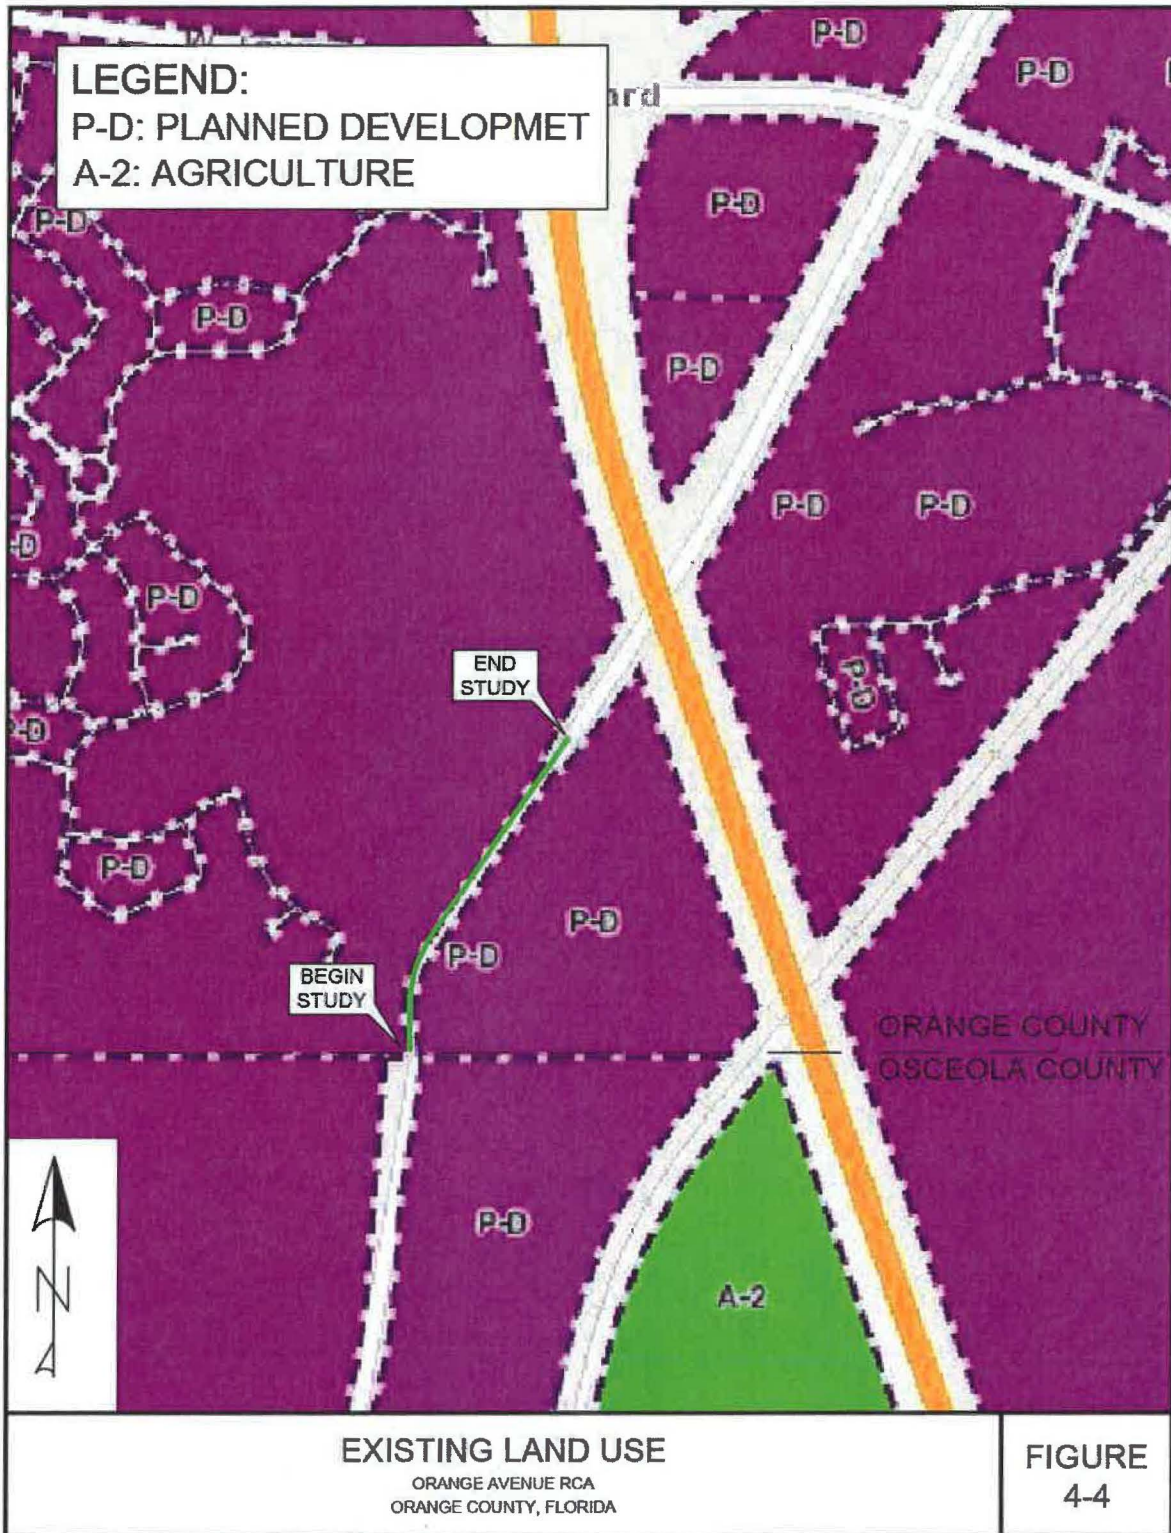 LEGEND:
P-D: PLANNED DEVELOPMET
A-2: AGRICULTURE
P-D
P-D
P-D
P-D
P-D
P-D
P-D
P-D
P-D
P-D
END
STUDY
P-D
P-D
P-D
P-D
P-D
BEGIN
STUDY
ORANGE COUNTY
OSCEOLA COUNTY
P-D
A-2
N
EXISTING LAND USE
ORANGE AVENUE RCA
ORANGE COUNTY, FLORIDA
FIGURE
4-4